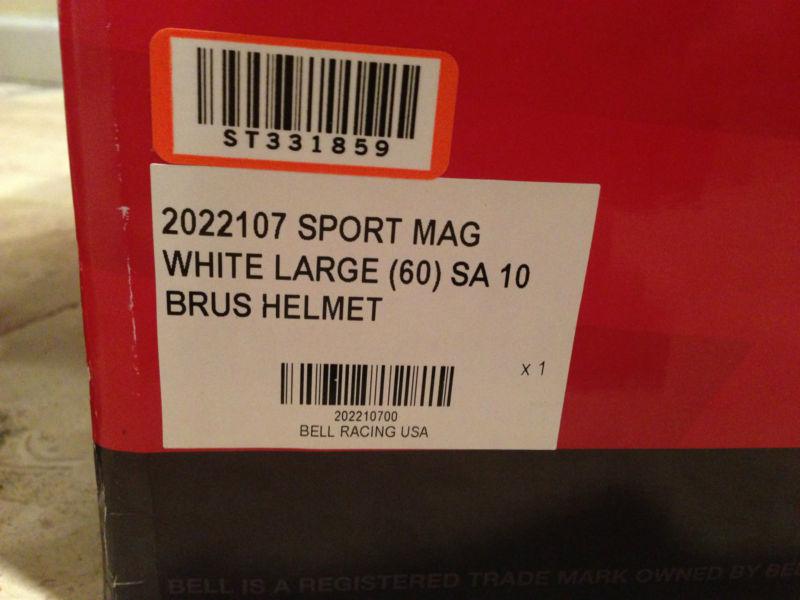 ST331859
2022107 SPORT MAG
WHITE LARGE (60) SA 10
BRUS HELMET
x 1
202210700
BELL RACING USA
BELL IS A REGISTERED TRADE MARK OWNED BY BEL